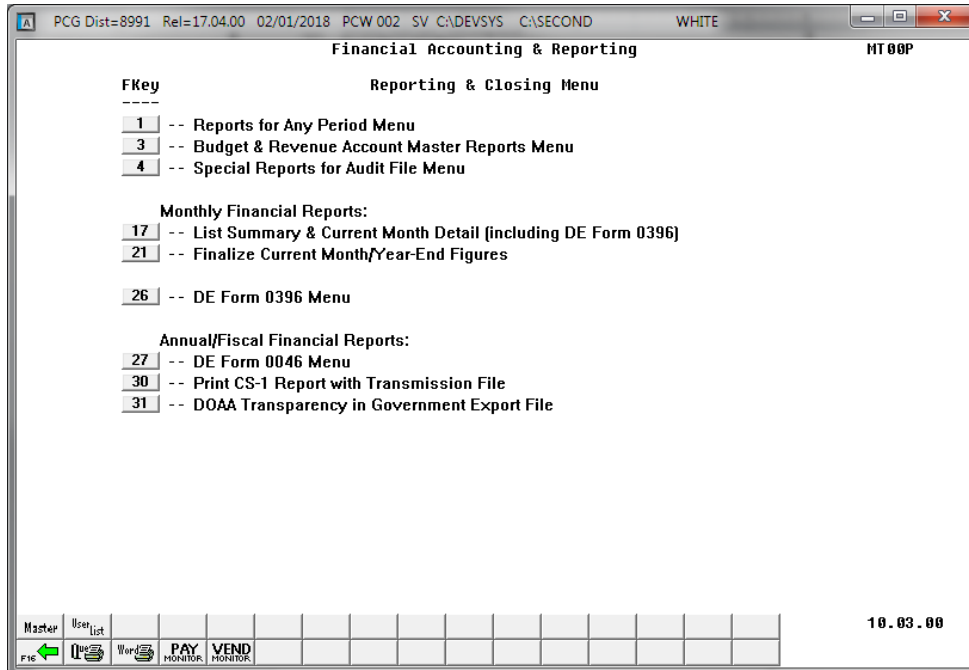 A PCG Dist=8991 Rel=17.04.00 02/01/2018 PCW 002 SV C:\DEVSYS C:\SECOND WHITE
Financial Accounting & Reporting MT00P
FKey Reporting & Closing Menu
----
1 -- Reports for Any Period Menu
3 -- Budget & Revenue Account Master Reports Menu
4 -- Special Reports for Audit File Menu
Monthly Financial Reports:
17 -- List Summary & Current Month Detail (including DE Form 0396)
21 -- Finalize Current Month/Year-End Figures
26 -- DE Form 0396 Menu
Annual/Fiscal Financial Reports:
27 -- DE Form 0046 Menu
30 -- Print CS-1 Report with Transmission File
31 -- DOAA Transparency in Government Export File
Master User List 10.03.00
F16 Que Word PAY MONITOR VEND MONITOR